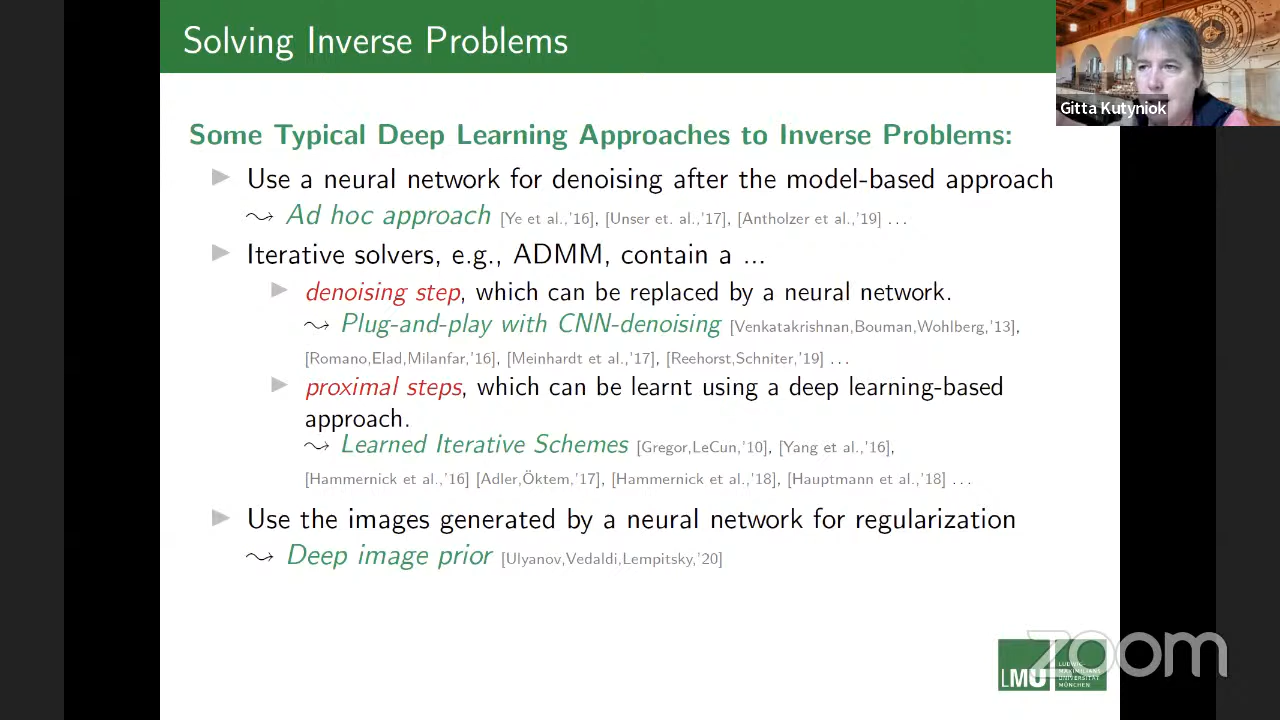 Solving Inverse Problems
Gitta Kutyniok
Some Typical Deep Learning Approaches to Inverse Problems:
Use a neural network for denoising after the model-based approach
⤳ Ad hoc approach [Ye et al.,'16], [Unser et. al.,'17], [Antholzer et al.,'19] ...
Iterative solvers, e.g., ADMM, contain a ...
denoising step, which can be replaced by a neural network.
⤳ Plug-and-play with CNN-denoising [Venkatakrishnan,Bouman,Wohlberg,'13],
[Romano,Elad,Milanfar,'16], [Meinhardt et al.,'17], [Reehorst,Schniter,'19] ...
proximal steps, which can be learnt using a deep learning-based
approach.
⤳ Learned Iterative Schemes [Gregor,LeCun,'10], [Yang et al.,'16],
[Hammernick et al.,'16] [Adler,Öktem,'17], [Hammernick et al.,'18], [Hauptmann et al.,'18] ...
Use the images generated by a neural network for regularization
⤳ Deep image prior [Ulyanov,Vedaldi,Lempitsky,'20]
zoom
LMU
LUDWIG-
MAXIMILIANS
UNIVERSITÄT
MÜNCHEN